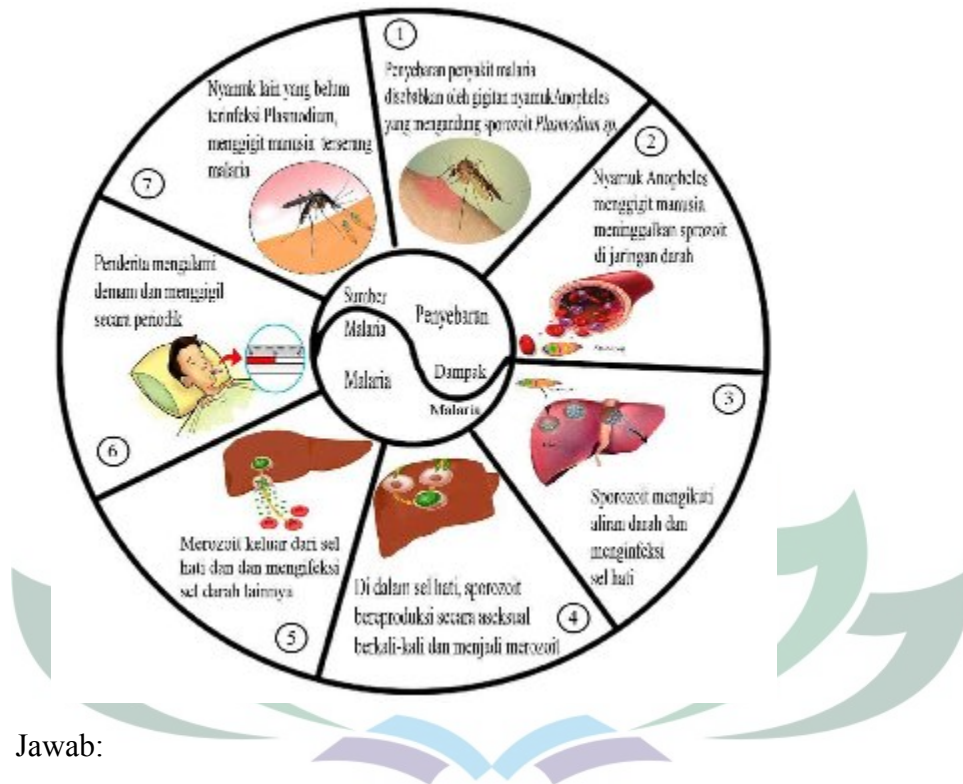 1
Penyebaran penyakit malaria
disebabkan oleh gigitan nyamuk Anopheles
yang mengandung sporozoit Plasmodium sp.
2
Nyamuk Anopheles
menggigit manusia
meninggalkan sprozoit
di jaringan darah
3
Sporozoit mengikuti
aliran darah dan
menginfeksi
sel hati
4
Di dalam sel hati, sporozoit
bereproduksi secara aseksual
berkali-kali dan menjadi merozoit
5
Merozoit keluar dari sel
hati dan dan mengifeksi
sel darah lainnya
6
Penderita mengalami
demam dan menggigil
secara periodik
7
Nyamuk lain yang belum
terinfeksi Plasmodium,
menggigit manusia terserang
malaria
Sumber
Malaria
Penyebaran
Malaria
Dampak
Malaria
Jawab: